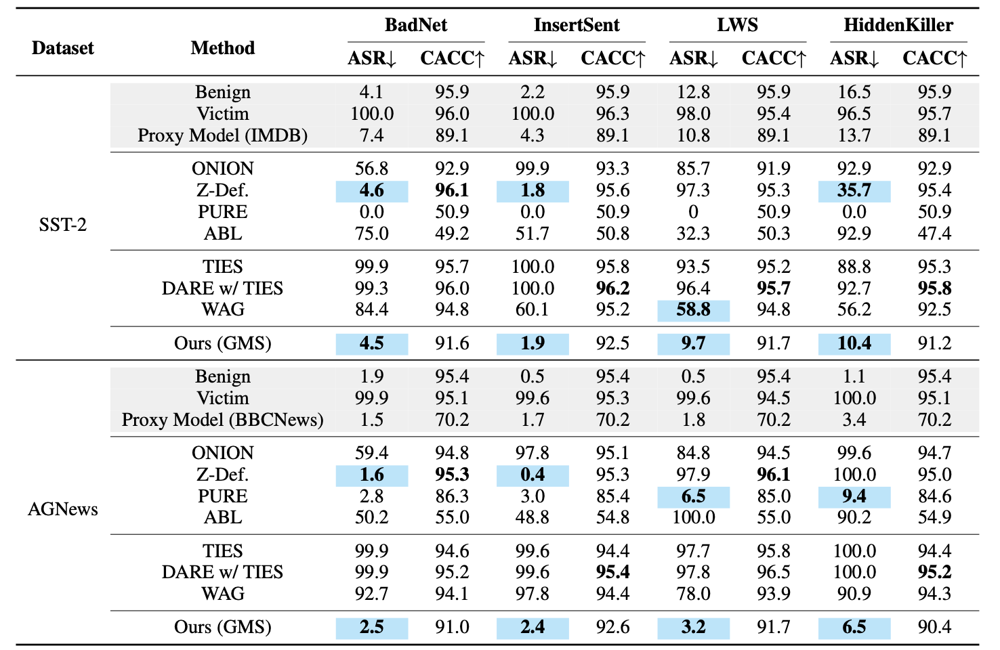 Dataset Method BadNet InsertSent LWS HiddenKiller
ASR↓ CACC↑ ASR↓ CACC↑ ASR↓ CACC↑ ASR↓ CACC↑
SST-2
Benign 4.1 95.9 2.2 95.9 12.8 95.9 16.5 95.9
Victim 100.0 96.0 100.0 96.3 98.0 95.4 96.5 95.7
Proxy Model (IMDB) 7.4 89.1 4.3 89.1 10.8 89.1 13.7 89.1
ONION 56.8 92.9 99.9 93.3 85.7 91.9 92.9 92.9
Z-Def. 4.6 96.1 1.8 95.6 97.3 95.3 35.7 95.4
PURE 0.0 50.9 0.0 50.9 0 50.9 0.0 50.9
ABL 75.0 49.2 51.7 50.8 32.3 50.3 92.9 47.4
TIES 99.9 95.7 100.0 95.8 93.5 95.2 88.8 95.3
DARE w/ TIES 99.3 96.0 100.0 96.2 96.4 95.7 92.7 95.8
WAG 84.4 94.8 60.1 95.2 58.8 94.8 56.2 92.5
Ours (GMS) 4.5 91.6 1.9 92.5 9.7 91.7 10.4 91.2
AGNews
Benign 1.9 95.4 0.5 95.4 0.5 95.4 1.1 95.4
Victim 99.9 95.1 99.6 95.3 99.6 94.5 100.0 95.1
Proxy Model (BBCNews) 1.5 70.2 1.7 70.2 1.8 70.2 3.4 70.2
ONION 59.4 94.8 97.8 95.1 84.8 94.5 99.6 94.7
Z-Def. 1.6 95.3 0.4 95.3 97.9 96.1 100.0 95.0
PURE 2.8 86.3 3.0 85.4 6.5 85.0 9.4 84.6
ABL 50.2 55.0 48.8 54.8 100.0 55.0 90.2 54.9
TIES 99.9 94.6 99.6 94.4 97.7 95.8 100.0 94.4
DARE w/ TIES 99.9 95.2 99.6 95.4 97.8 96.5 100.0 95.2
WAG 92.7 94.1 97.8 94.4 78.0 93.9 90.9 94.3
Ours (GMS) 2.5 91.0 2.4 92.6 3.2 91.7 6.5 90.4